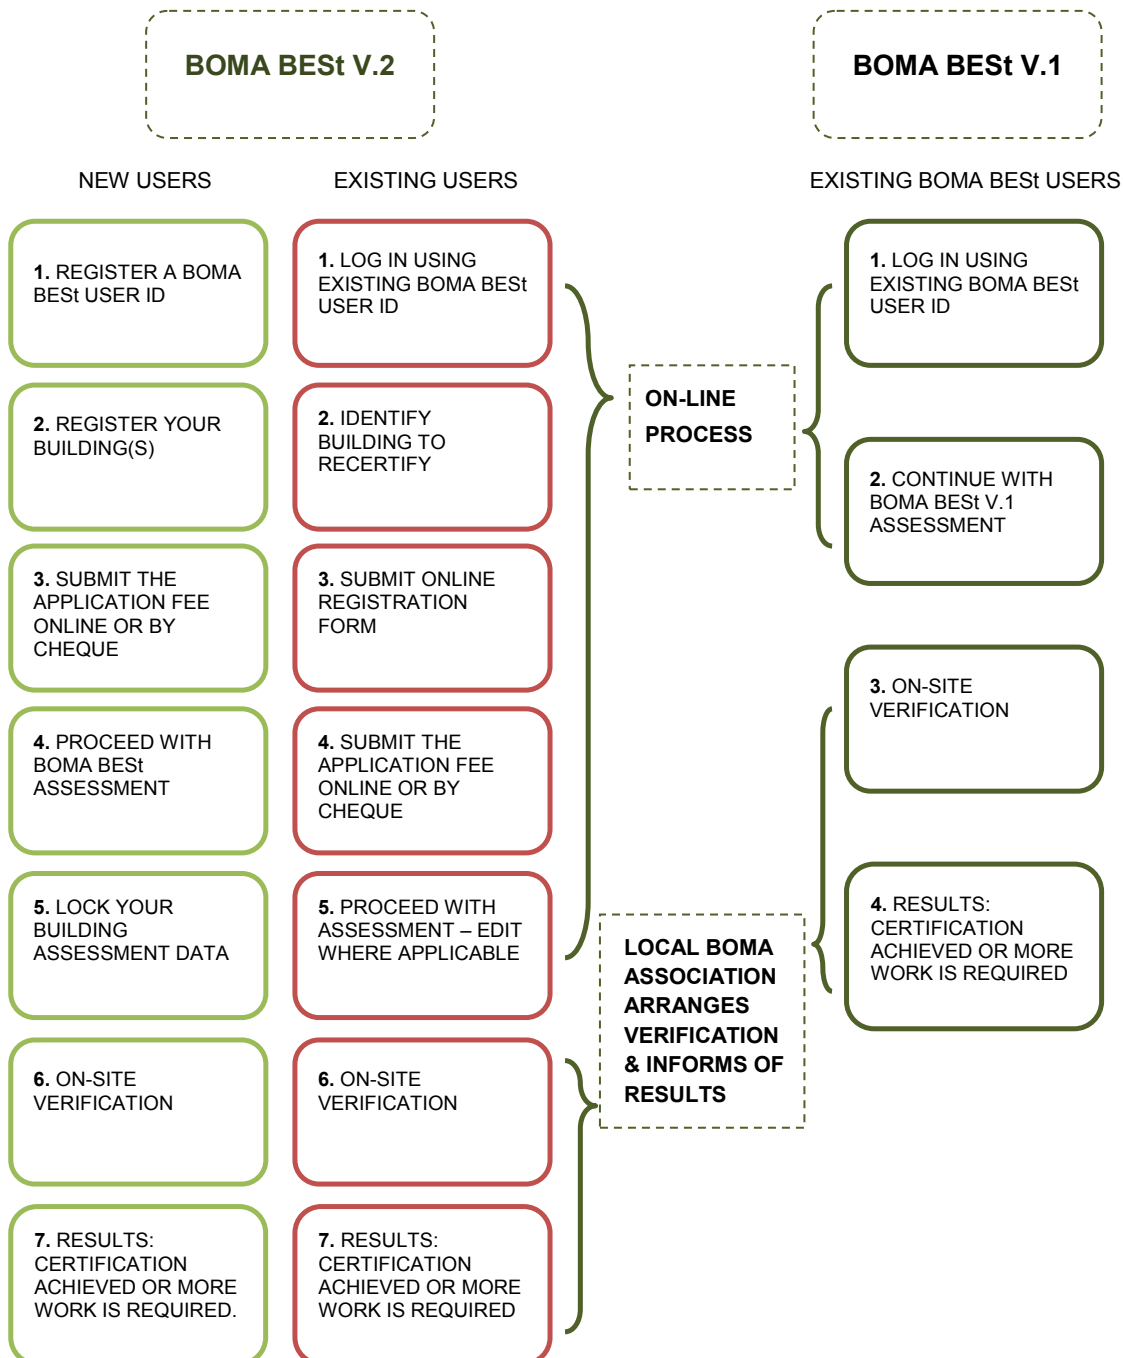 BOMA BESt V.2
BOMA BESt V.1
NEW USERS
EXISTING USERS
EXISTING BOMA BESt USERS
1. REGISTER A BOMA
BESt USER ID
2. REGISTER YOUR
BUILDING(S)
3. SUBMIT THE
APPLICATION FEE
ONLINE OR BY
CHEQUE
4. PROCEED WITH
BOMA BESt
ASSESSMENT
5. LOCK YOUR
BUILDING
ASSESSMENT DATA
6. ON-SITE
VERIFICATION
7. RESULTS:
CERTIFICATION
ACHIEVED OR MORE
WORK IS REQUIRED.
1. LOG IN USING
EXISTING BOMA BESt
USER ID
2. IDENTIFY
BUILDING TO
RECERTIFY
3. SUBMIT ONLINE
REGISTRATION
FORM
4. SUBMIT THE
APPLICATION FEE
ONLINE OR BY
CHEQUE
5. PROCEED WITH
ASSESSMENT – EDIT
WHERE APPLICABLE
6. ON-SITE
VERIFICATION
7. RESULTS:
CERTIFICATION
ACHIEVED OR MORE
WORK IS REQUIRED
ON-LINE
PROCESS
LOCAL BOMA
ASSOCIATION
ARRANGES
VERIFICATION
& INFORMS OF
RESULTS
1. LOG IN USING
EXISTING BOMA BESt
USER ID
2. CONTINUE WITH
BOMA BESt V.1
ASSESSMENT
3. ON-SITE
VERIFICATION
4. RESULTS:
CERTIFICATION
ACHIEVED OR MORE
WORK IS REQUIRED